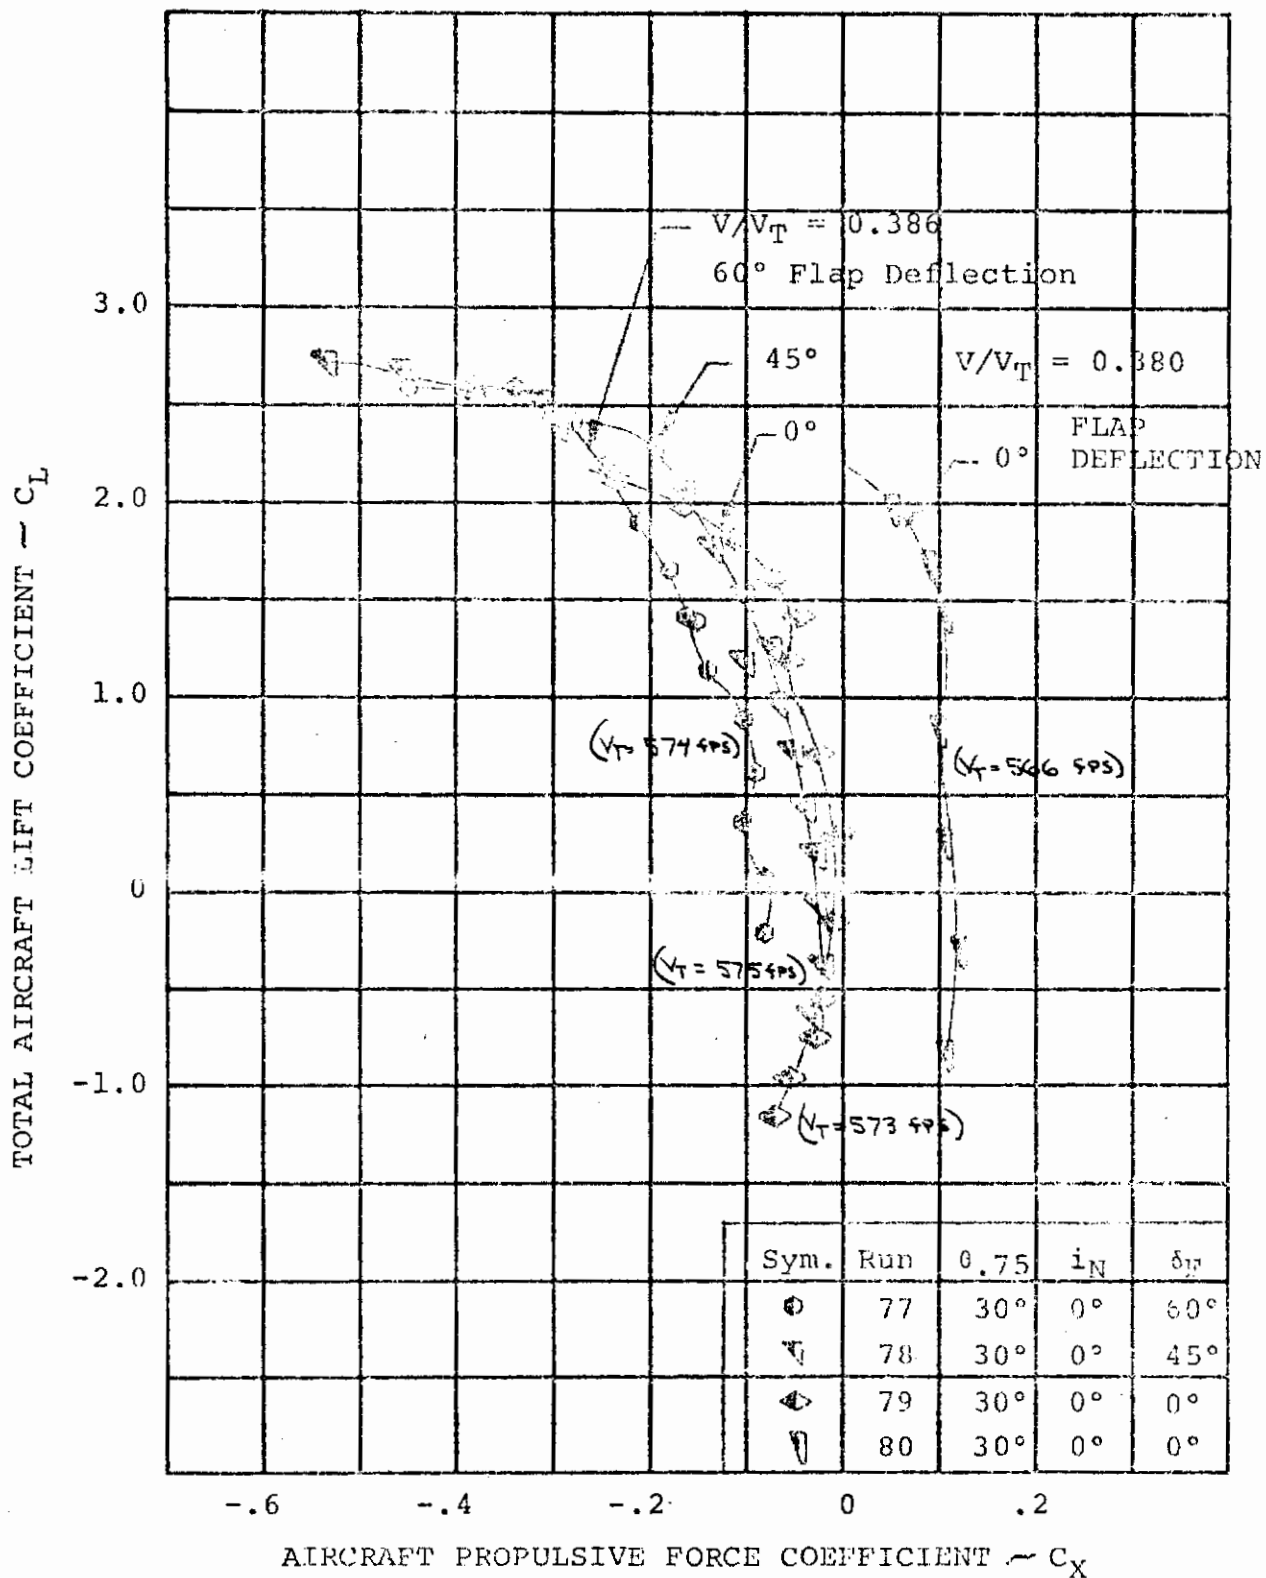 V/V_T = 0.386
60° Flap Deflection
3.0
45°
V/V_T = 0.380
0°
FLAP
0° DEFLECTION
2.0
1.0
(V_T = 574 fps)
(V_T = 566 fps)
0
(V_T = 575 fps)
-1.0
(V_T = 573 fps)
-2.0
TOTAL AIRCRAFT LIFT COEFFICIENT ~ C_L
Sym. Run 0.75 i_N
77 30° 0° 60°
78 30° 0° 45°
79 30° 0° 0°
80 30° 0° 0°
-.6 -.4 -.2 0 .2
AIRCRAFT PROPULSIVE FORCE COEFFICIENT ~ C_X